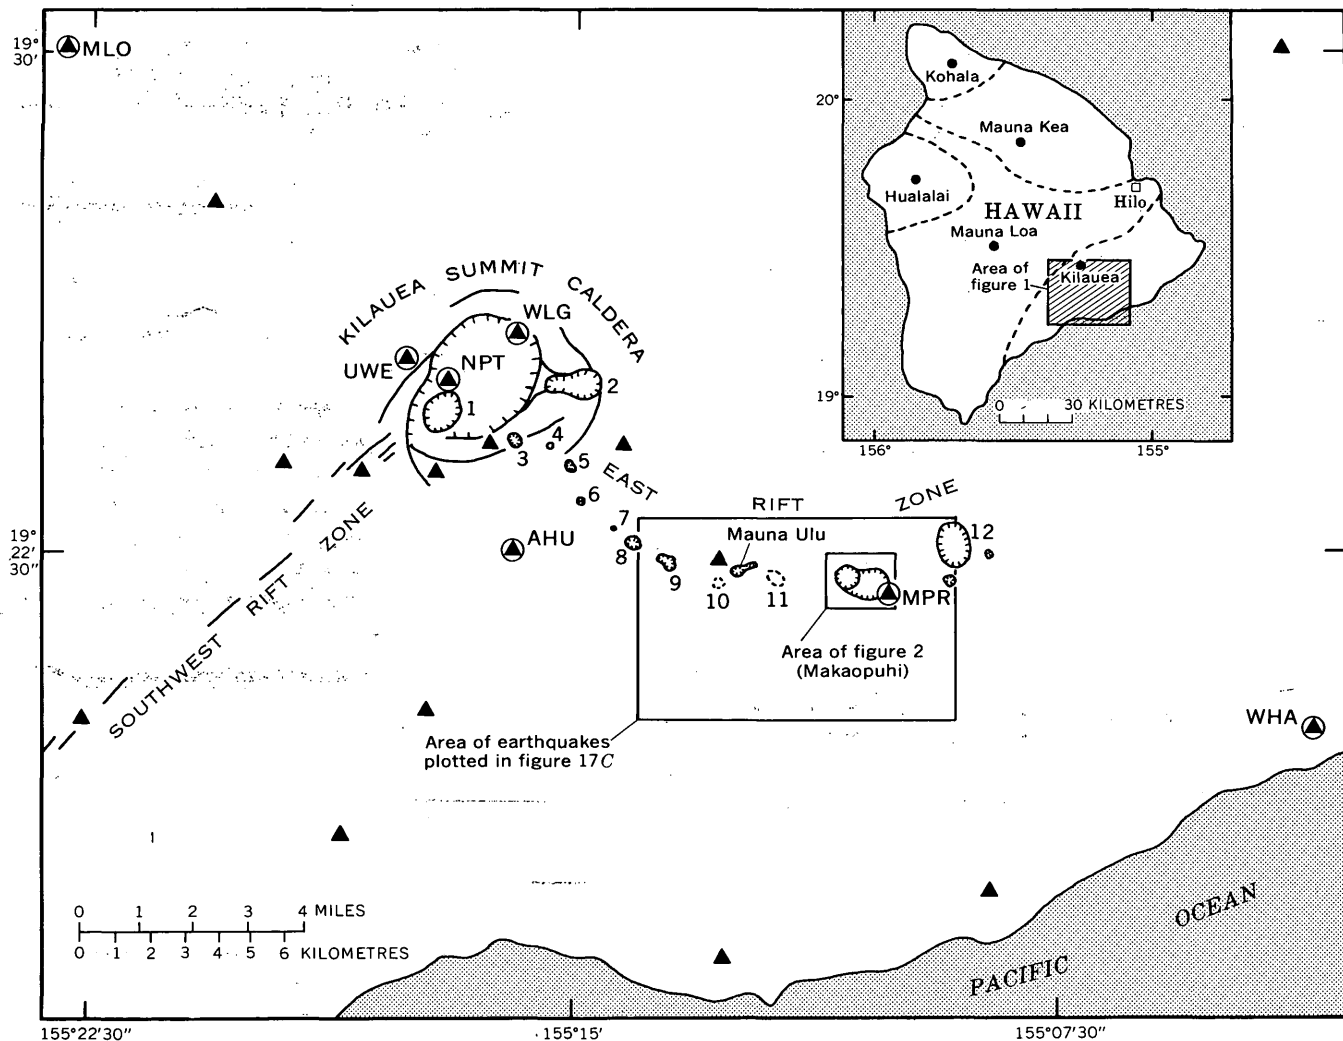 19°
30'
MLO
KILAUEA SUMMIT CALDERA
WLG
UWE
NPT
1
2
3
4
5
6
7
8
9
10
11
12
EAST RIFT ZONE
Mauna Ulu
AHU
19°
22'
30"
MPR
Area of figure 2
(Makaopuhi)
SOUTHWEST RIFT ZONE
Area of earthquakes
plotted in figure 17C
WHA
0 1 2 3 4 MILES
0 1 2 3 4 5 6 KILOMETRES
PACIFIC OCEAN
155°22'30"
155°15'
155°07'30"
Kohala
20°
Mauna Kea
Hualalai
Hilo
HAWAII
Mauna Loa
Area of
figure 1
Kilauea
19°
0 30 KILOMETRES
156°
155°